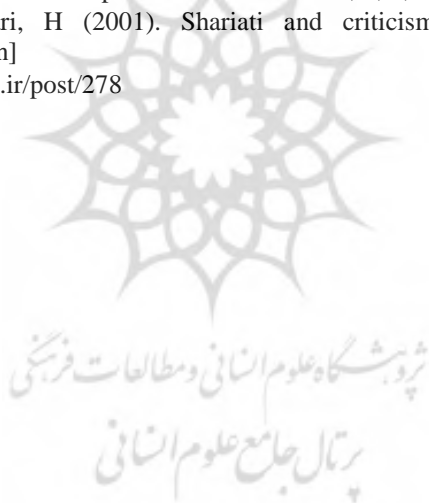 ri, H (2001). Shariati and criticism
.ir/post/278
پژوهشگاه علوم انسانی و مطالعات فرهنگی
پرتال جامع علوم انسانی